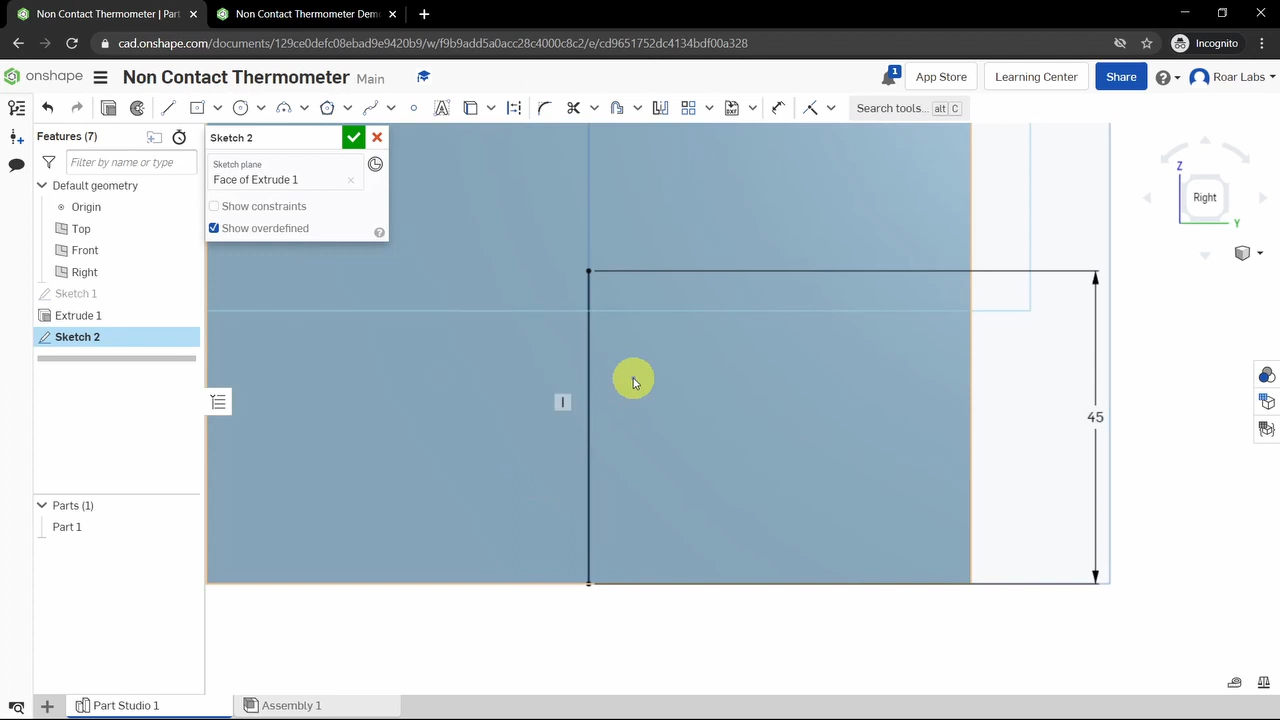 Non Contact Thermometer | Part
Non Contact Thermometer Dem
cad.onshape.com/documents/129ce0defc08ebad9e9420b9/w/f9b9add5a0acc28c4000c8c2/e/cd9651752dc4134bdf00a328
Incognito
onshape
Non Contact Thermometer Main
1
App Store
Learning Center
Share
Roar Labs
Search tools... alt C
Features (7)
Filter by name or type
Default geometry
Origin
Top
Front
Right
Sketch 1
Extrude 1
Sketch 2
Sketch 2
Sketch plane
Face of Extrude 1
Show constraints
Show overdefined
Z
Right
Y
45
Parts (1)
Part 1
Part Studio 1
Assembly 1